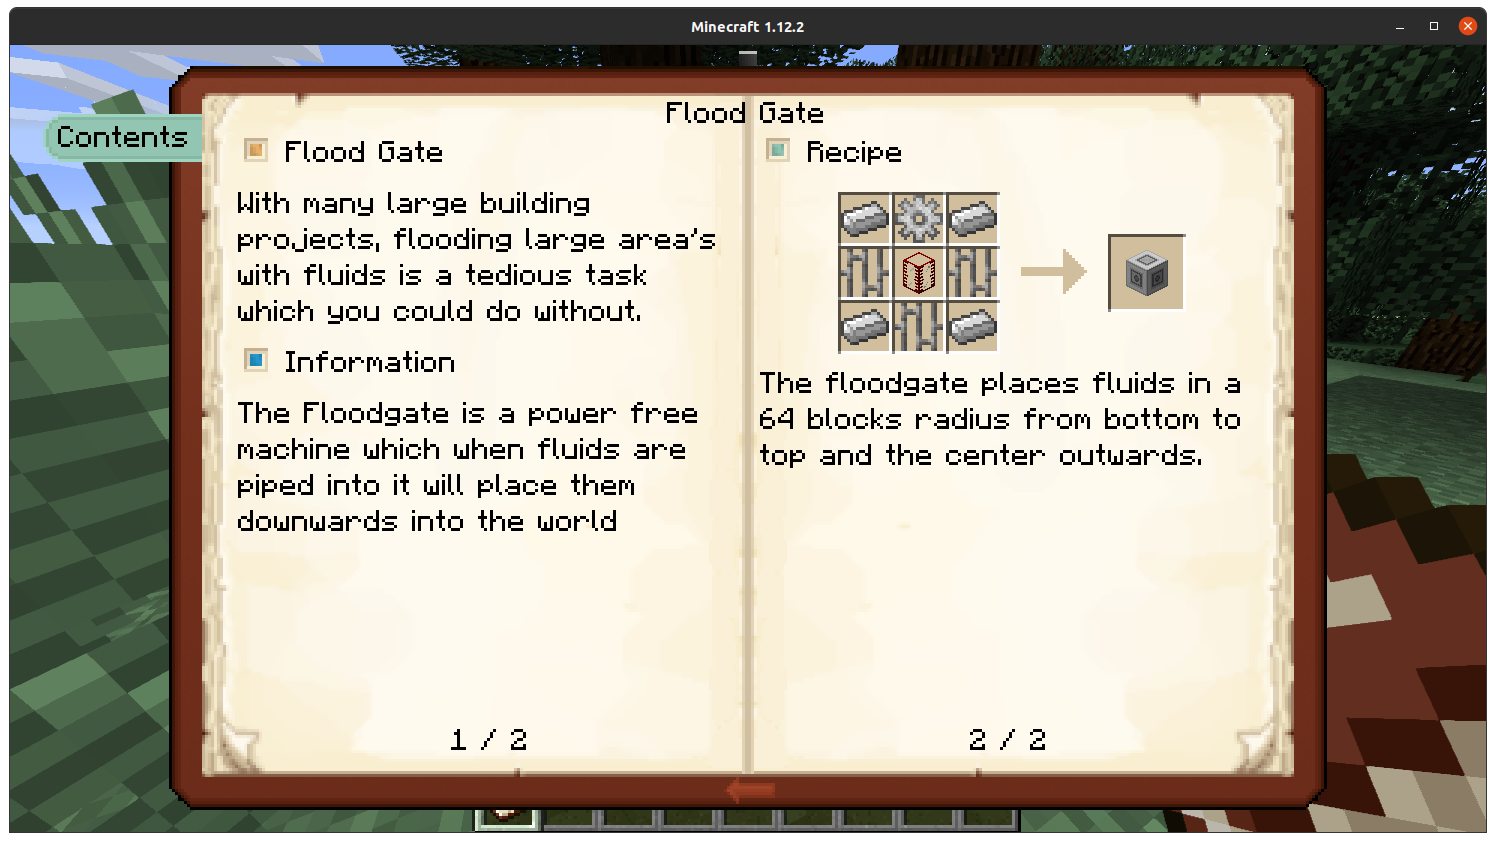 Minecraft 1.12.2
Contents
Flood Gate
Flood Gate
With many large building
projects, flooding large area's
with fluids is a tedious task
which you could do without.
Information
The Floodgate is a power free
machine which when fluids are
piped into it will place them
downwards into the world
1 / 2
Recipe
The floodgate places fluids in a
64 blocks radius from bottom to
top and the center outwards.
2 / 2